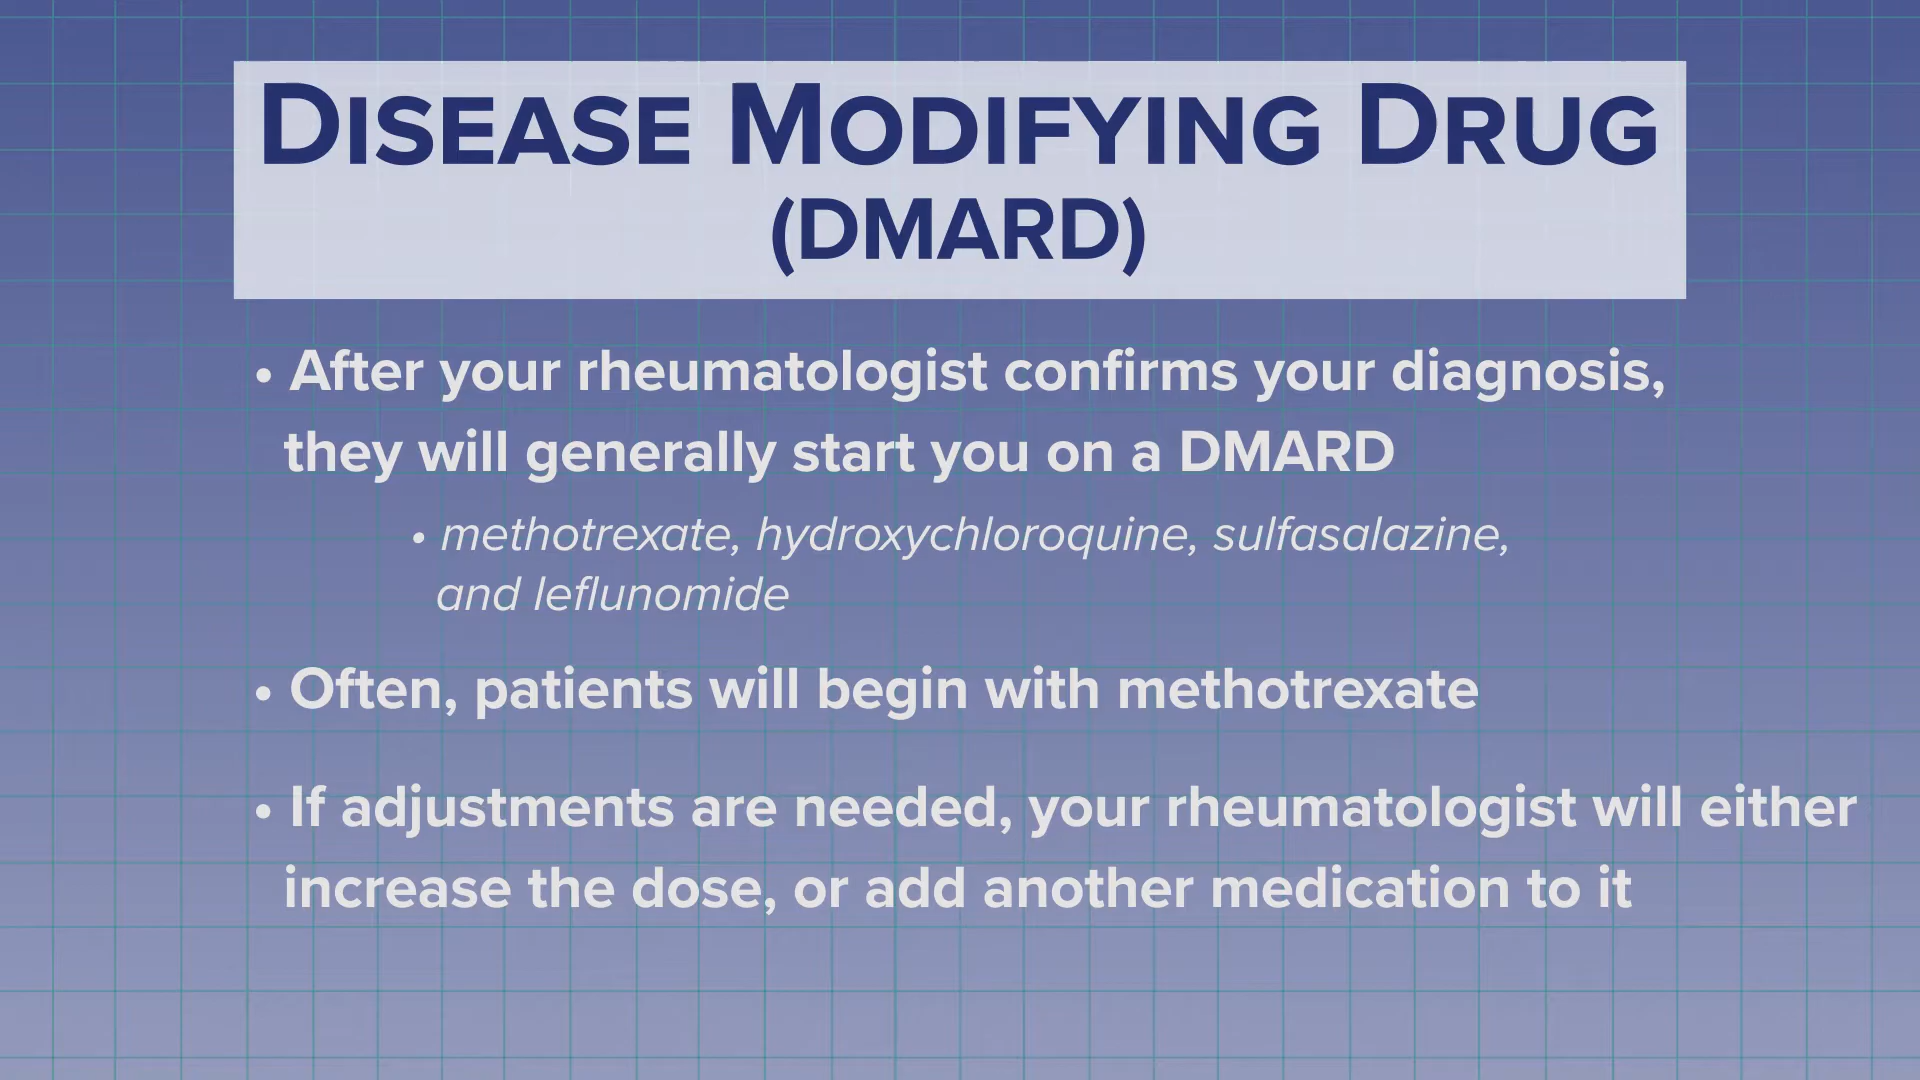 DISEASE MODIFYING DRUG
(DMARD)
• After your rheumatologist confirms your diagnosis,
they will generally start you on a DMARD
• methotrexate, hydroxychloroquine, sulfasalazine,
and leflunomide
• Often, patients will begin with methotrexate
• If adjustments are needed, your rheumatologist will either
increase the dose, or add another medication to it